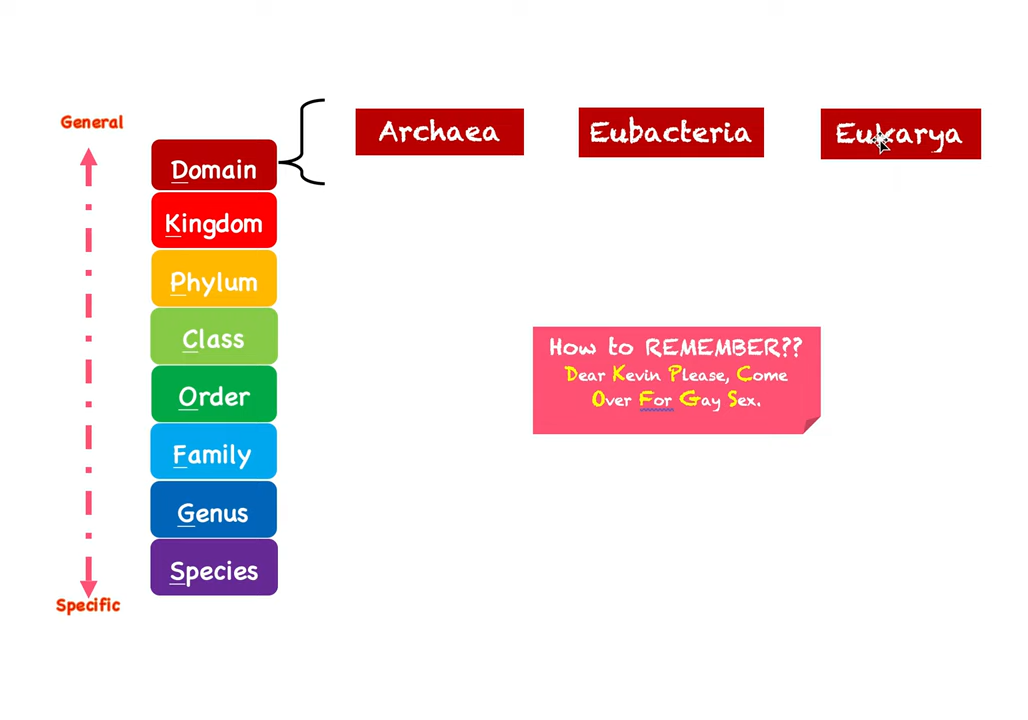 General
Archaea
Eubacteria
Eukarya
Domain
Kingdom
Phylum
Class
Order
Family
Genus
Species
Specific
How to REMEMBER??
Dear Kevin Please, Come
Over For Gay Sex.